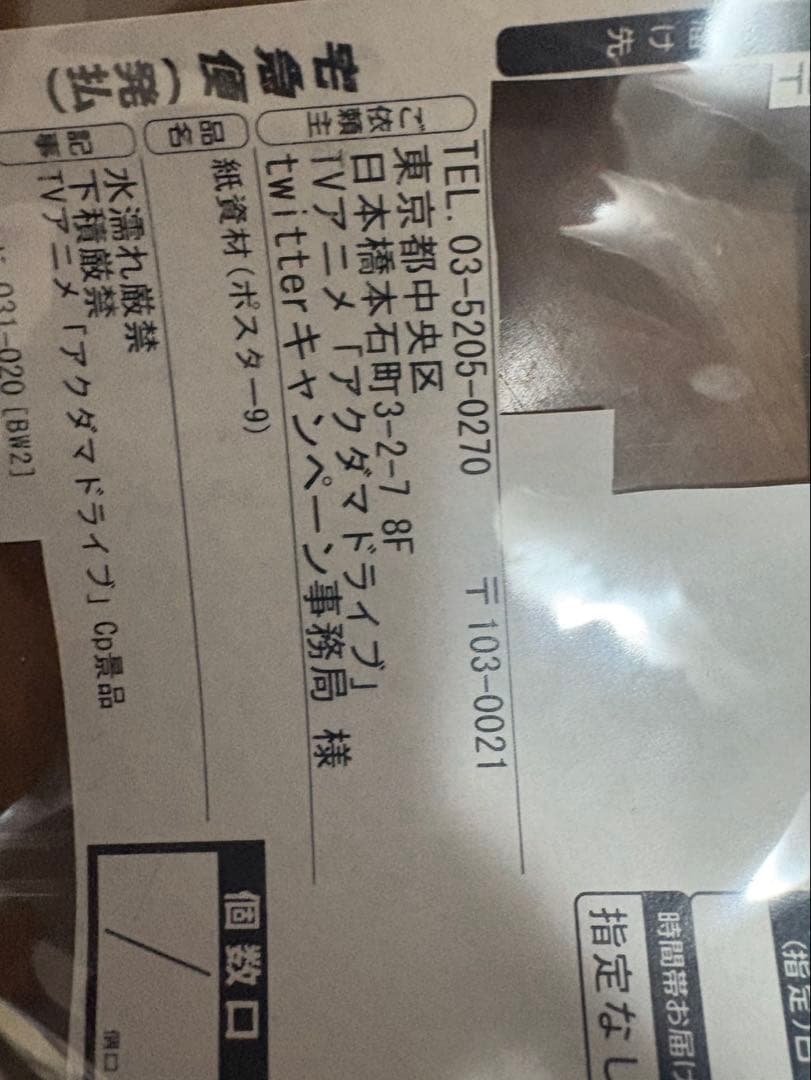 お届け先
〒
宅急便(発払)
ご依頼主
TEL. 03-5205-0270 〒103-0021
東京都中央区
日本橋本石町3-2-7 8F
TVアニメ「アクダマドライブ」
twitterキャンペーン事務局 様
品名
紙資材(ポスター9)
記事
水濡れ厳禁
下積厳禁
TVアニメ「アクダマドライブ」Cp景品
031-020 [BW2]
時間帯お届け
指定なし
個数口
/
個口